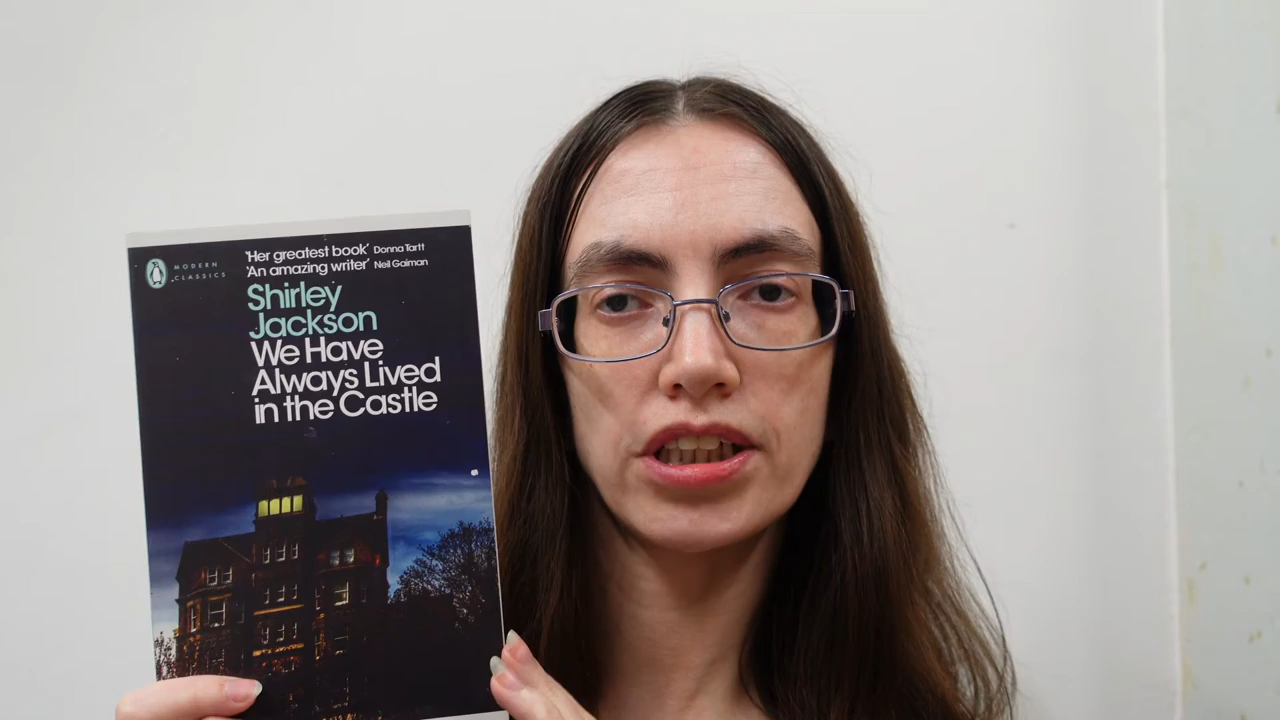 MODERN
CLASSICS
'Her greatest book' Donna Tartt
'An amazing writer' Neil Gaiman
Shirley
Jackson
We Have
Always Lived
in the Castle